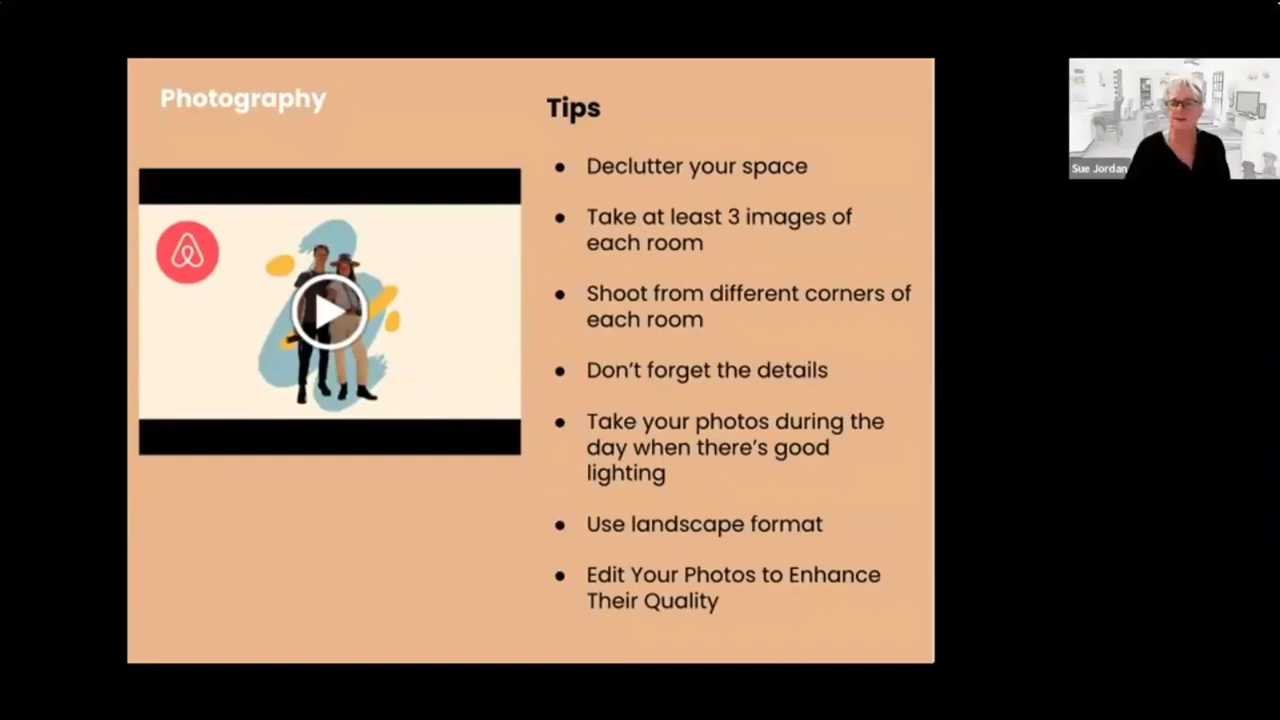 Photography
Tips
● Declutter your space
● Take at least 3 images of
each room
● Shoot from different corners of
each room
● Don't forget the details
● Take your photos during the
day when there's good
lighting
● Use landscape format
● Edit Your Photos to Enhance
Their Quality
Sue Jordan